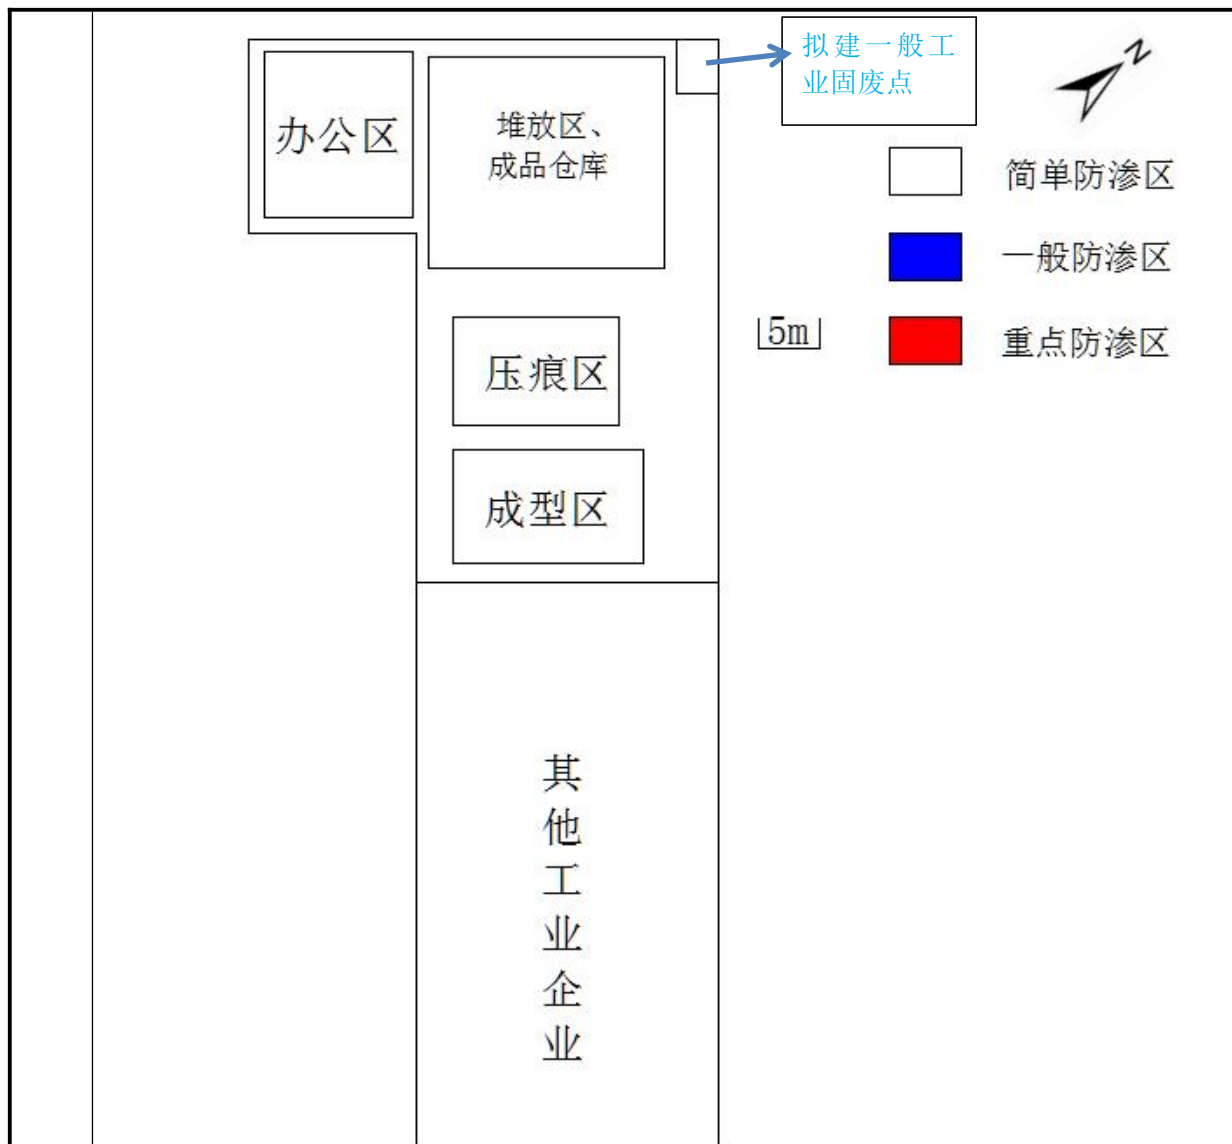 拟建一般工
业固废点
N
办公区
堆放区、
成品仓库
简单防渗区
一般防渗区
5m
重点防渗区
压痕区
成型区
其
他
工
业
企
业